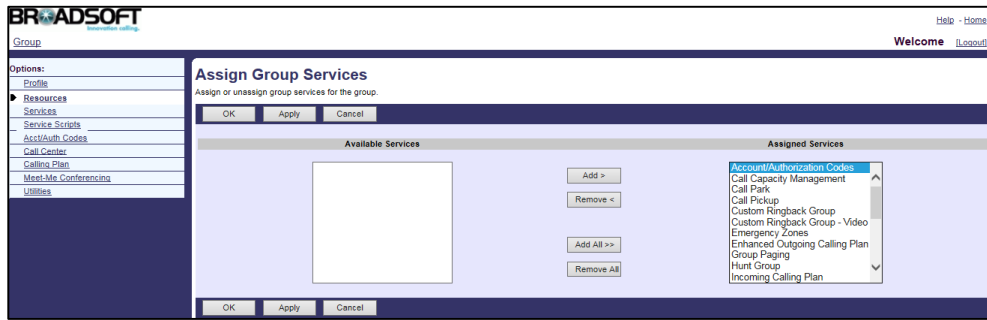 BROADSOFT
innovation calling.
Help - Home
Group
Welcome [Logout]
Options:
Profile
Resources
Services
Service Scripts
Acct/Auth Codes
Call Center
Calling Plan
Meet-Me Conferencing
Utilities
Assign Group Services
Assign or unassign group services for the group.
OK Apply Cancel
Available Services Assigned Services
Add >
Remove <
Add All >>
Remove All
Account/Authorization Codes
Call Capacity Management
Call Park
Call Pickup
Custom Ringback Group
Custom Ringback Group - Video
Emergency Zones
Enhanced Outgoing Calling Plan
Group Paging
Hunt Group
Incoming Calling Plan
OK Apply Cancel